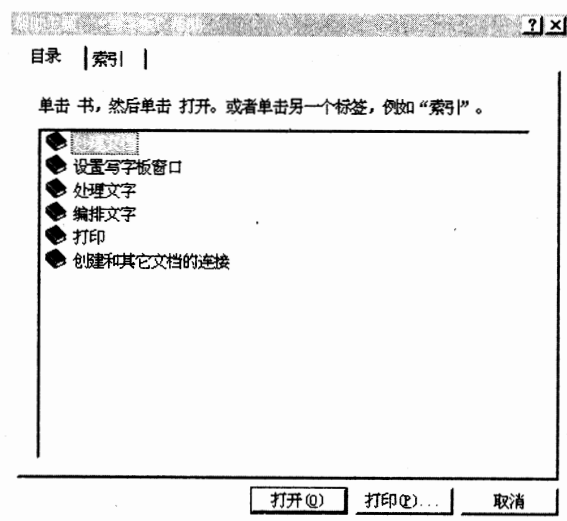 目录 索引
单击 书，然后单击 打开。或者单击另一个标签，例如“索引”。
设置写字板窗口
处理文字
编排文字
打印
创建和其它文档的连接
打开(O) 打印(P)... 取消